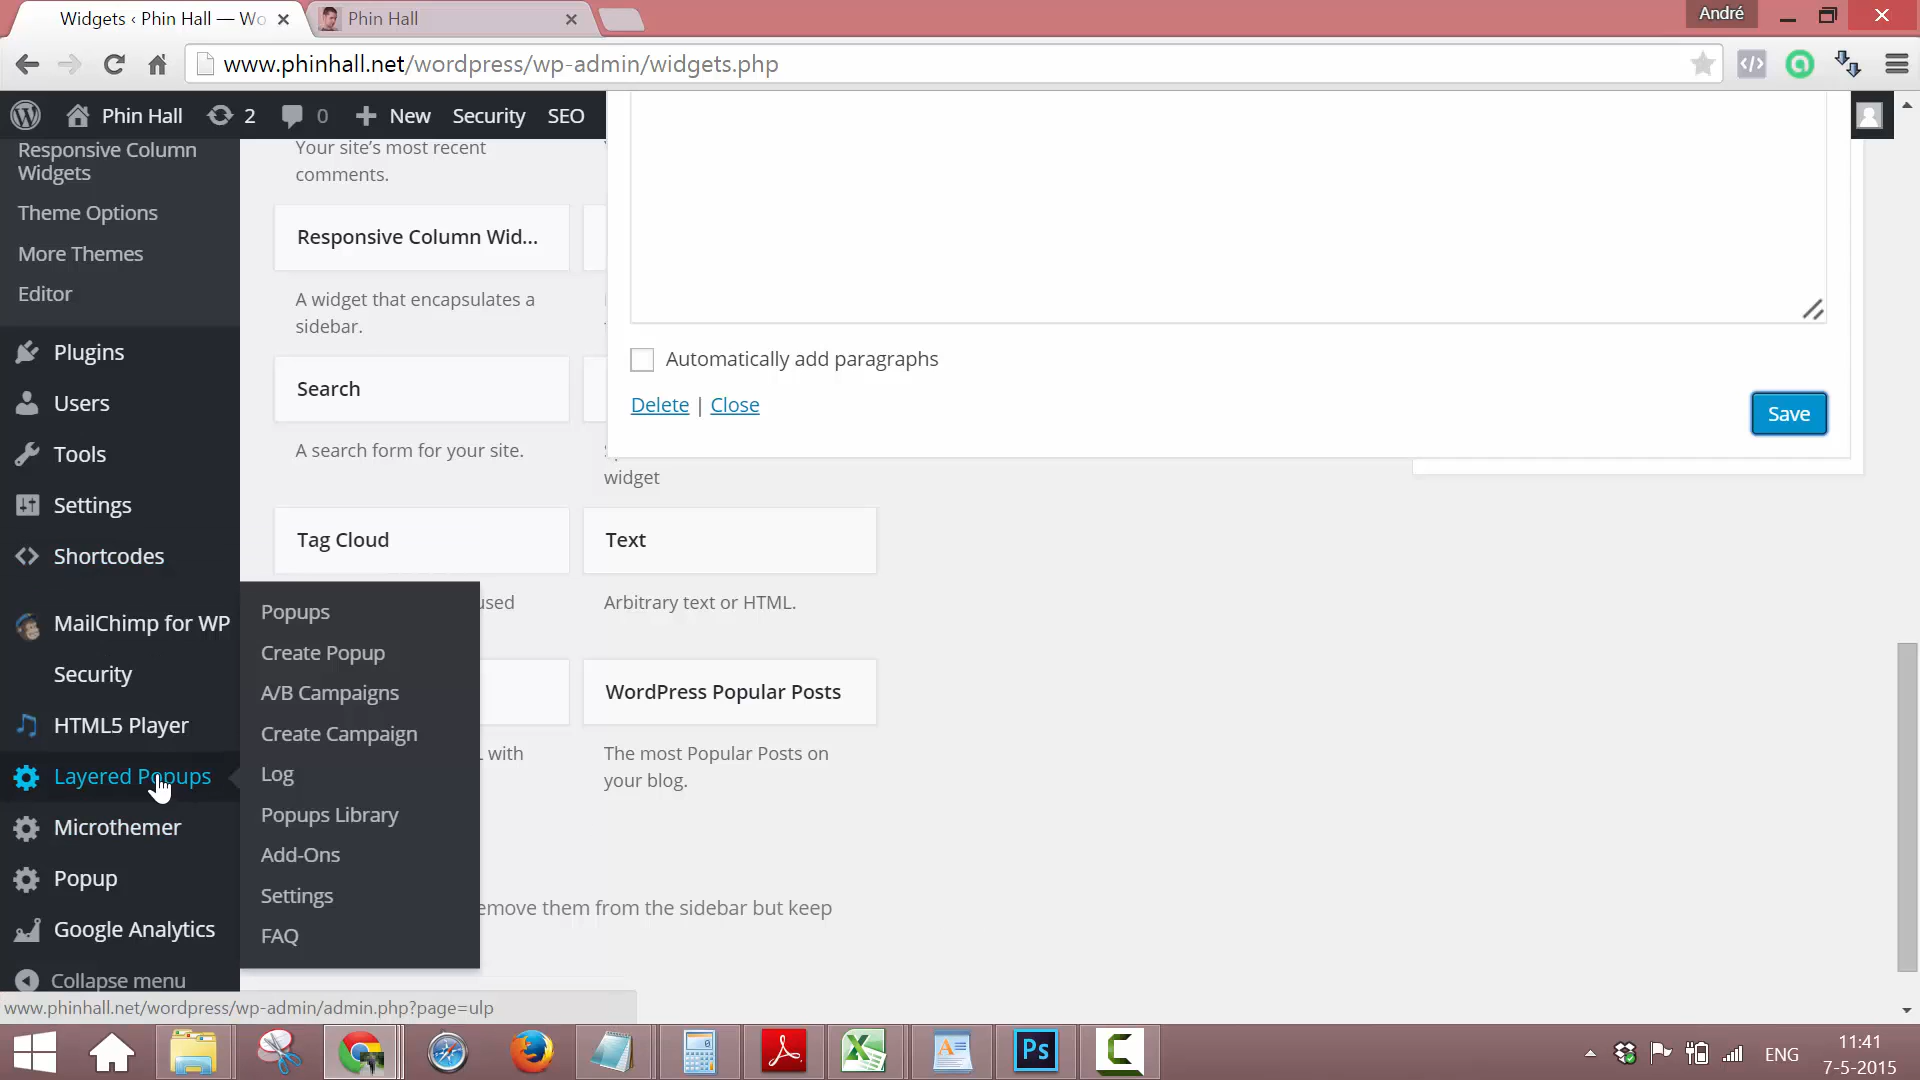 Widgets ‹ Phin Hall — Wo
Phin Hall
André
www.phinhall.net/wordpress/wp-admin/widgets.php
Phin Hall
2
0
New
Security
SEO
Responsive Column
Widgets
Theme Options
More Themes
Editor
Plugins
Users
Tools
Settings
Shortcodes
MailChimp for WP
Security
HTML5 Player
Layered Popups
Microthemer
Popup
Google Analytics
Collapse menu
Popups
Create Popup
A/B Campaigns
Create Campaign
Log
Popups Library
Add-Ons
Settings
FAQ
Your site's most recent
comments.
Responsive Column Wid...
A widget that encapsulates a
sidebar.
Search
A search form for your site.
widget
Tag Cloud
Text
used
Arbitrary text or HTML.
WordPress Popular Posts
with
The most Popular Posts on
your blog.
emove them from the sidebar but keep
Automatically add paragraphs
Delete | Close
Save
www.phinhall.net/wordpress/wp-admin/admin.php?page=ulp
Ps
ENG
11:41
7-5-2015